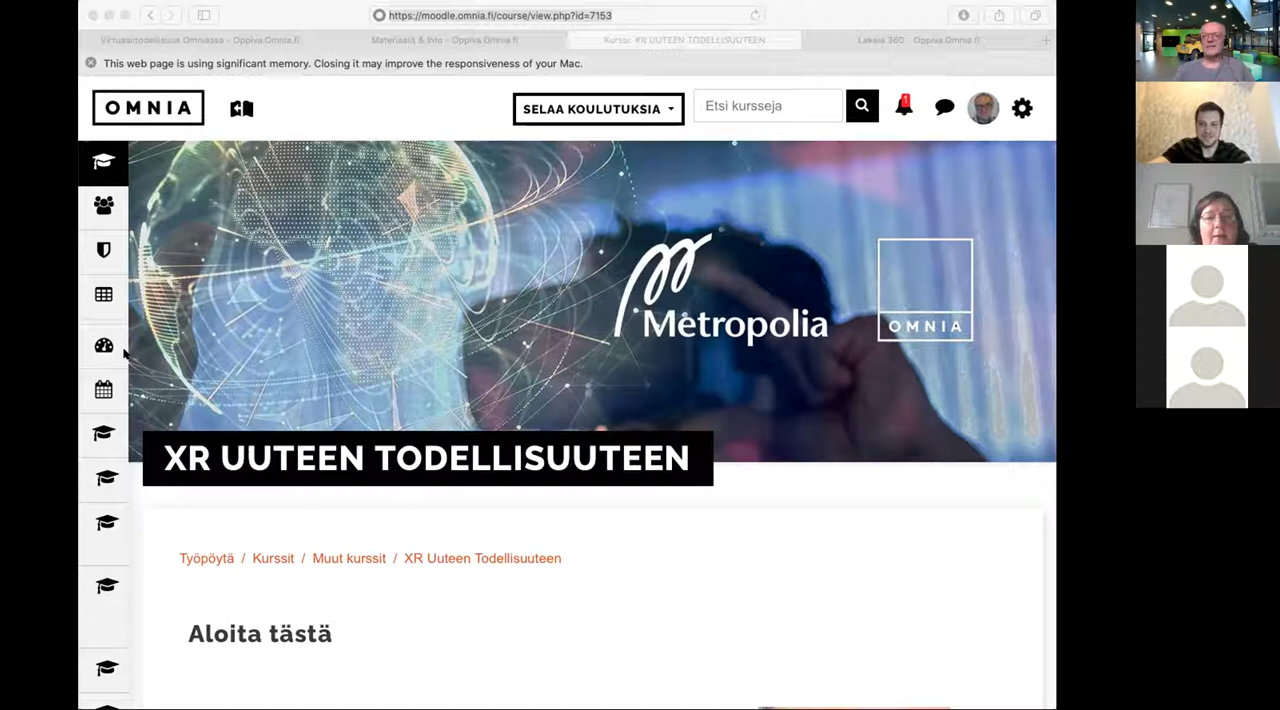 https://moodle.omnia.fi/course/view.php?id=7153
Virtuaalitodellisuus Omniassa - Oppiva.Omnia.fi
Materiaalit & Info - Oppiva.Omnia.fi
Kurssi: XR UUTEEN TODELLISUUTEEN
Lakeis 360 Oppiva.Omnia.fi
This web page is using significant memory. Closing it may improve the responsiveness of your Mac.
OMNIA
SELAA KOULUTUKSIA
Etsi kursseja
1
Metropolia
OMNIA
XR UUTEEN TODELLISUUTEEN
Työpöytä / Kurssit / Muut kurssit / XR Uuteen Todellisuuteen
Aloita tästä